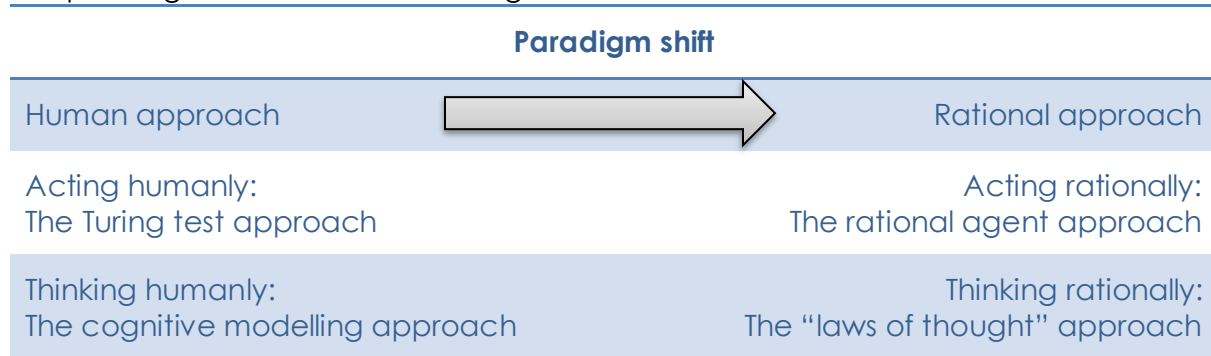 Paradigm shift
Human approach
Rational approach
Acting humanly:
The Turing test approach
Acting rationally:
The rational agent approach
Thinking humanly:
The cognitive modelling approach
Thinking rationally:
The “laws of thought” approach